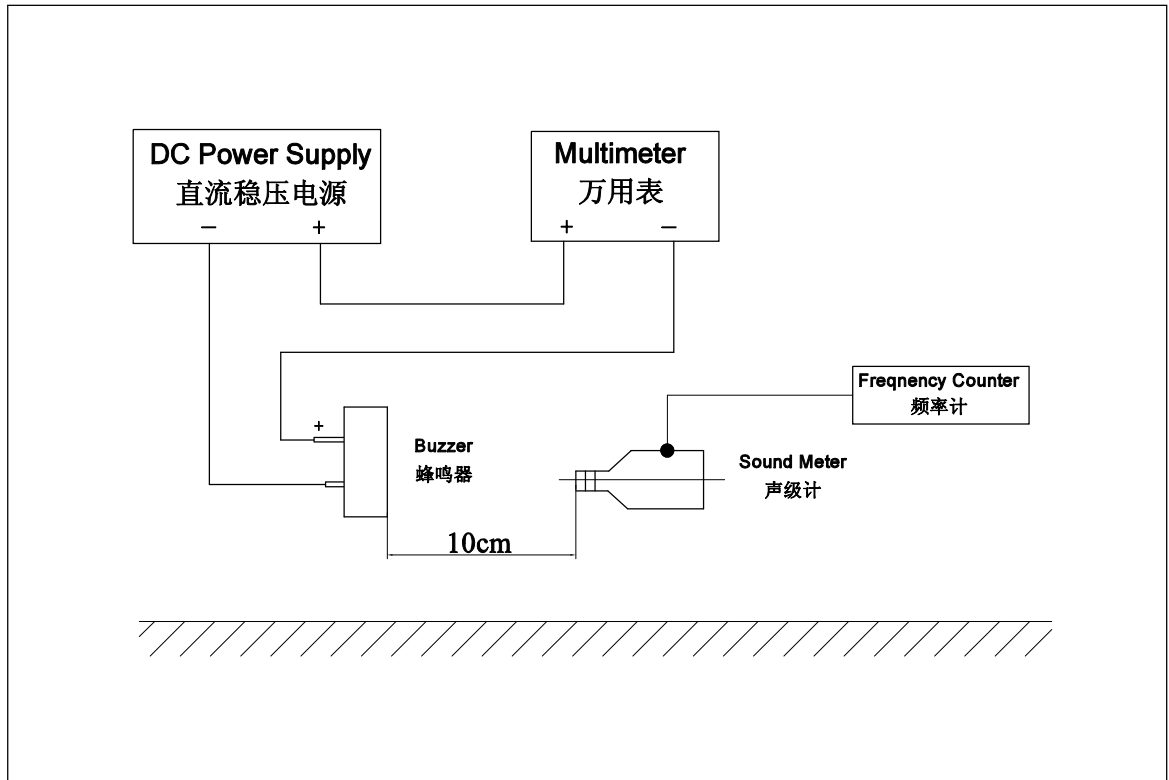 DC Power Supply
直流稳压电源
− +
Multimeter
万用表
+ −
Freqnency Counter
频率计
+
Buzzer
蜂鸣器
Sound Meter
声级计
10cm